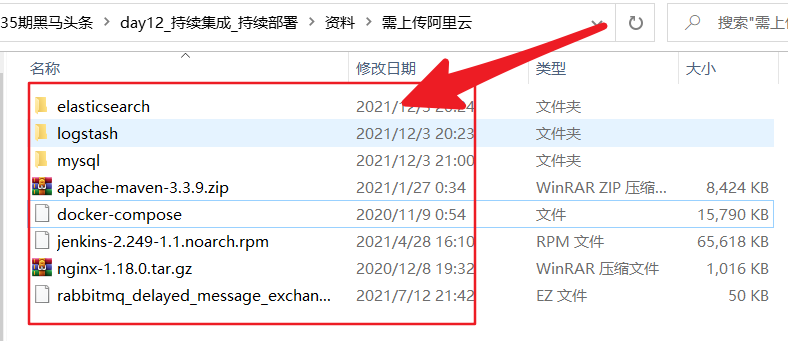 35期黑马头条 > day12_持续集成_持续部署 > 资料 > 需上传阿里云 搜索"需上传
名称 修改日期 类型 大小
elasticsearch 2021/12/3 20:24 文件夹
logstash 2021/12/3 20:23 文件夹
mysql 2021/12/3 21:00 文件夹
apache-maven-3.3.9.zip 2021/1/27 0:34 WinRAR ZIP 压缩... 8,424 KB
docker-compose 2020/11/9 0:54 文件 15,790 KB
jenkins-2.249-1.1.noarch.rpm 2021/4/28 16:10 RPM 文件 65,618 KB
nginx-1.18.0.tar.gz 2020/12/8 19:32 WinRAR 压缩文件 1,016 KB
rabbitmq_delayed_message_exchan... 2021/7/12 21:42 EZ 文件 50 KB